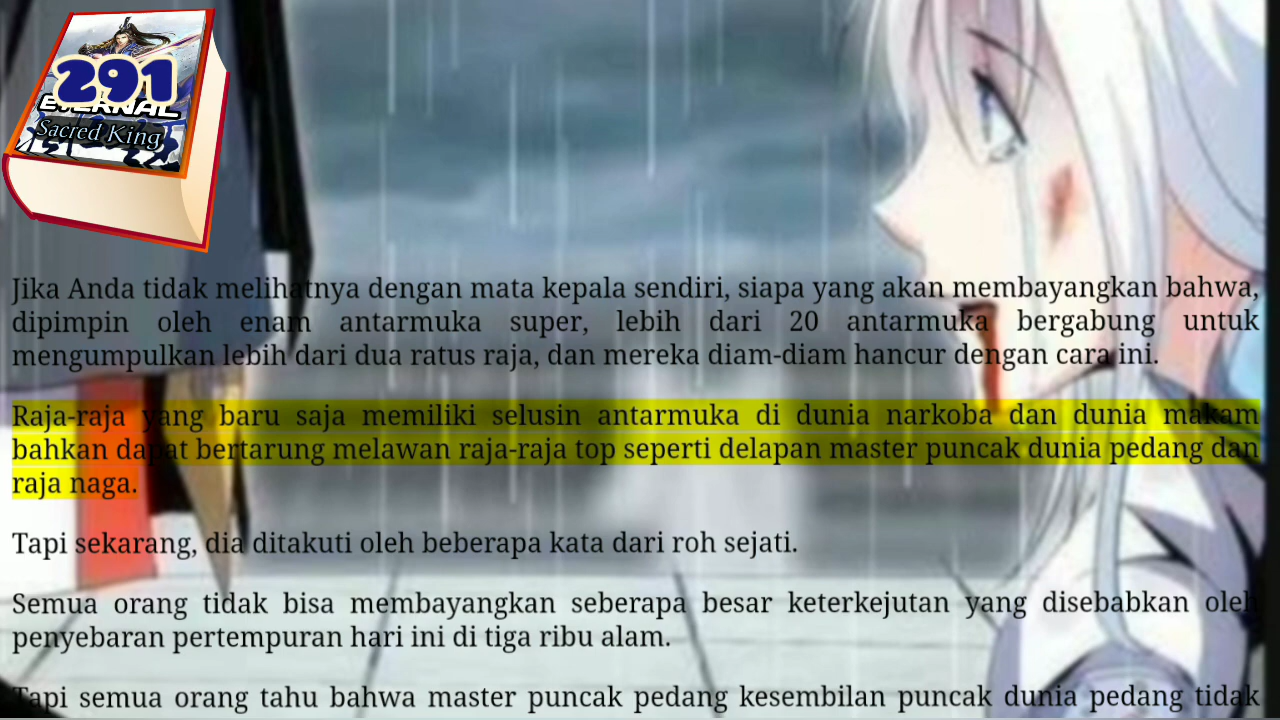 291
ETERNAL
Sacred King
Jika Anda tidak melihatnya dengan mata kepala sendiri, siapa yang akan membayangkan bahwa,
dipimpin oleh enam antarmuka super, lebih dari 20 antarmuka bergabung untuk
mengumpulkan lebih dari dua ratus raja, dan mereka diam-diam hancur dengan cara ini.
Raja-raja yang baru saja memiliki selusin antarmuka di dunia narkoba dan dunia makam
bahkan dapat bertarung melawan raja-raja top seperti delapan master puncak dunia pedang dan
raja naga.
Tapi sekarang, dia ditakuti oleh beberapa kata dari roh sejati.
Semua orang tidak bisa membayangkan seberapa besar keterkejutan yang disebabkan oleh
penyebaran pertempuran hari ini di tiga ribu alam.
Tapi semua orang tahu bahwa master puncak pedang kesembilan puncak dunia pedang tidak